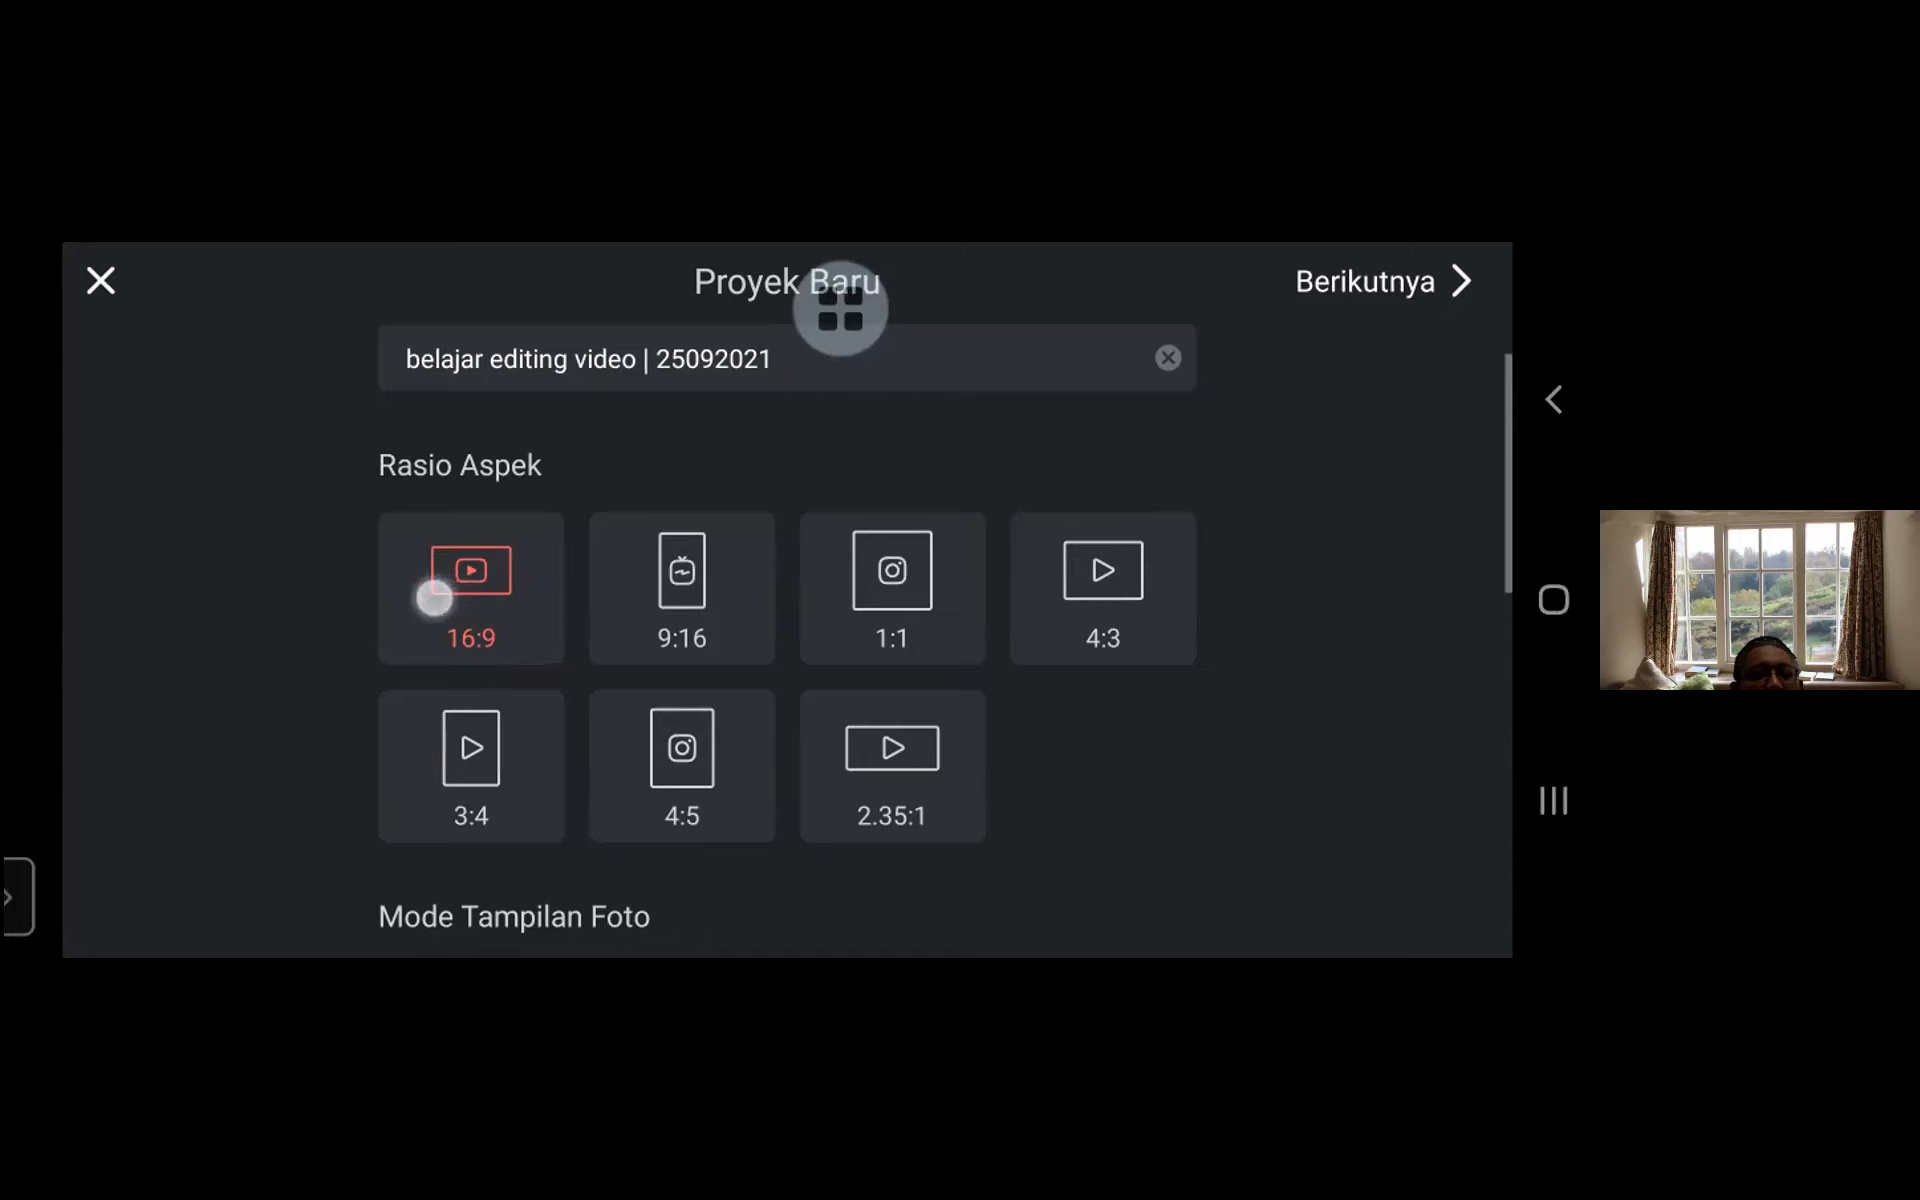 Proyek Baru
Berikutnya
belajar editing video | 25092021
Rasio Aspek
16:9
9:16
1:1
4:3
3:4
4:5
2.35:1
Mode Tampilan Foto